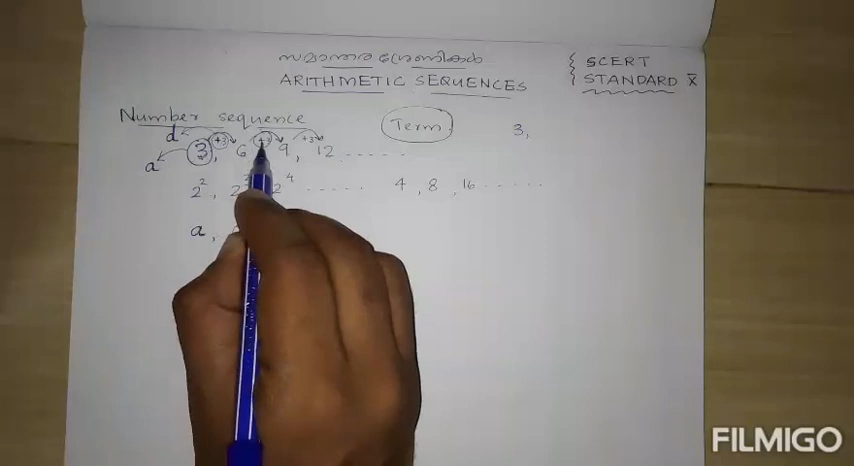 സമാന്തര ശ്രേണികൾ
ARITHMETIC SEQUENCES
SCERT
STANDARD X
Number sequence
Term
3,
d
+3 +3 +3
3, 6 9, 12 ......
a
2², 2³ 2⁴ ..... 4, 8, 16 ......
a,
FILMIGO